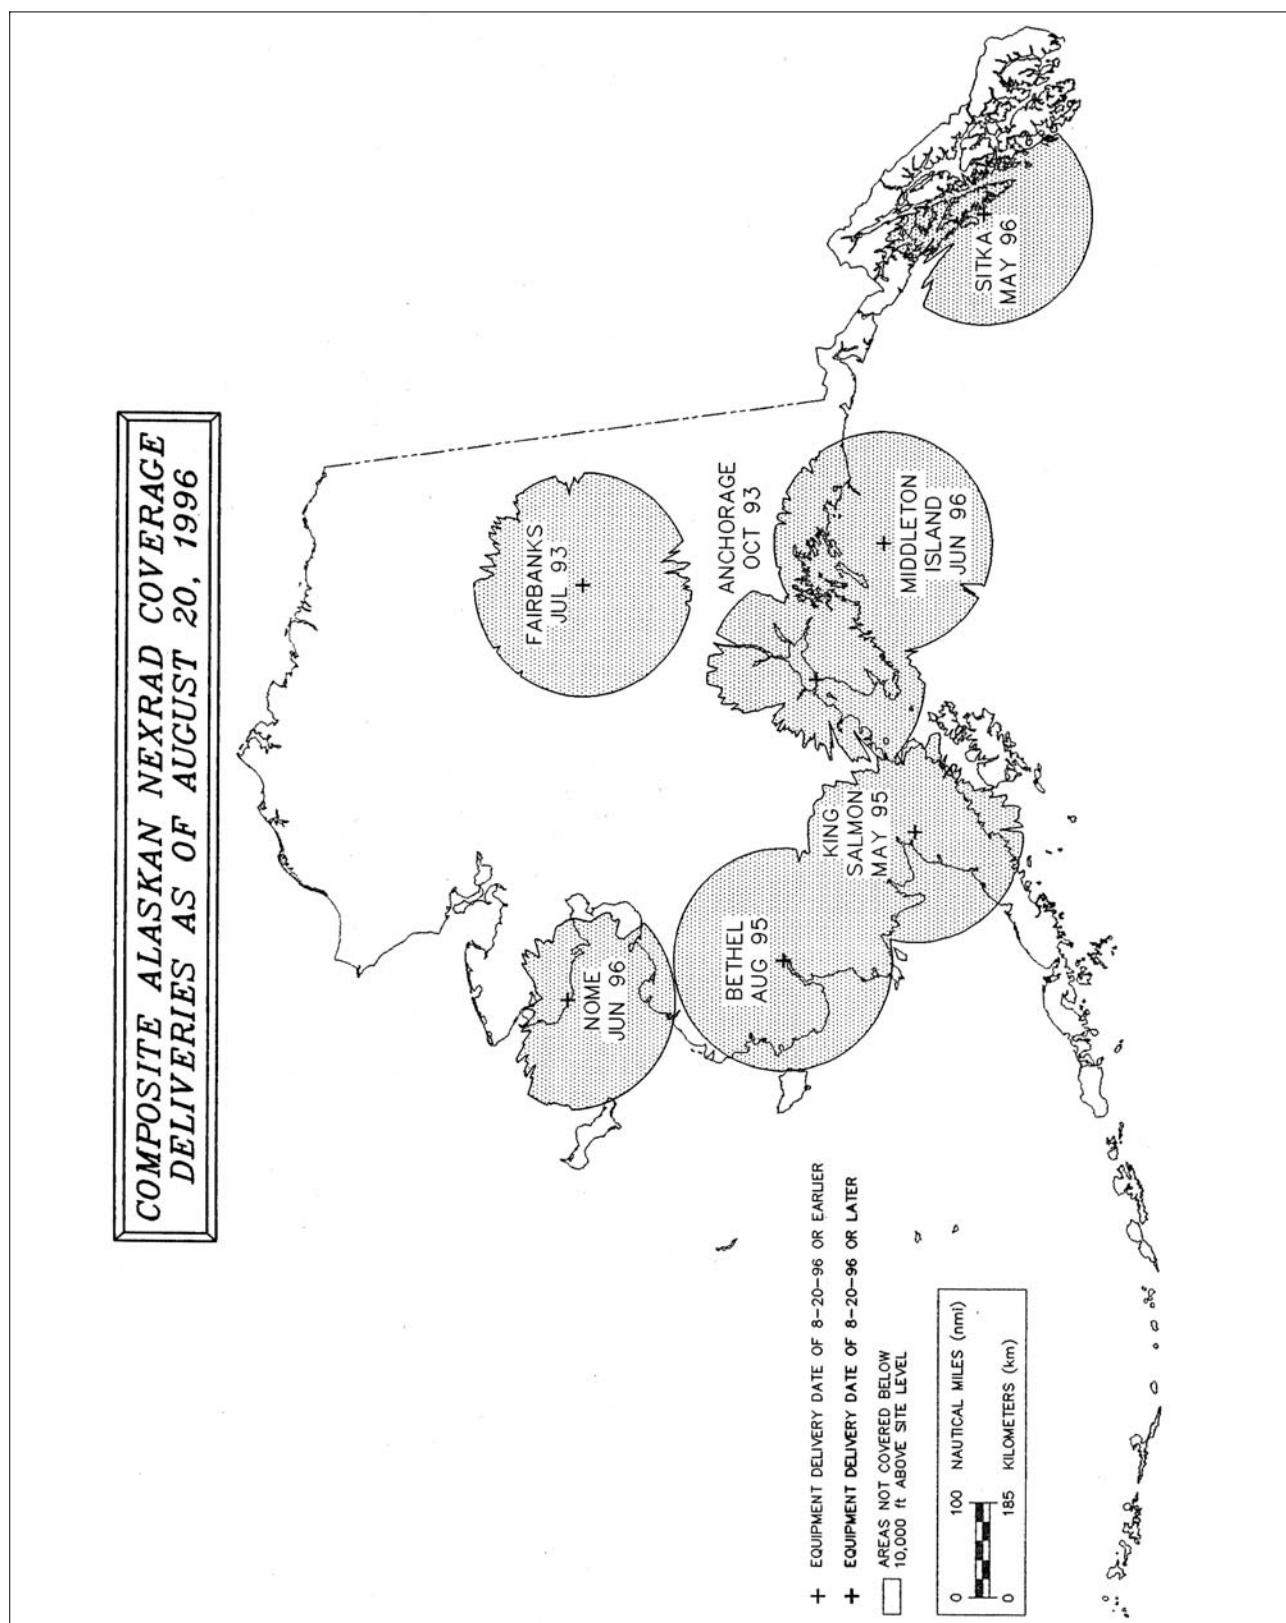 COMPOSITE ALASKAN NEXRAD COVERAGE
DELIVERIES AS OF AUGUST 20, 1996
FAIRBANKS
JUL 93
ANCHORAGE
OCT 93
NOME
JUN 96
BETHEL
AUG 95
KING
SALMON
MAY 95
MIDDLETON
ISLAND
JUN 96
SITKA
MAY 96
+ EQUIPMENT DELIVERY DATE OF 8-20-96 OR EARLIER
+ EQUIPMENT DELIVERY DATE OF 8-20-96 OR LATER
AREAS NOT COVERED BELOW
10,000 ft ABOVE SITE LEVEL
0 100 NAUTICAL MILES (nmi)
0 185 KILOMETERS (km)